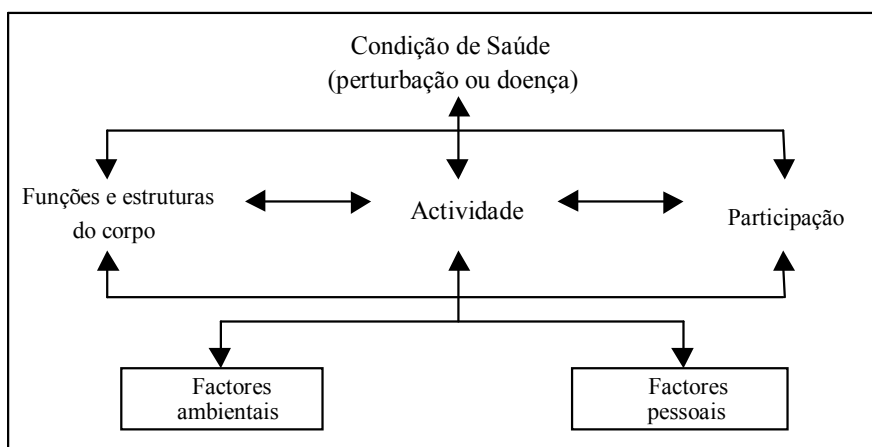 Condição de Saúde
(perturbação ou doença)
Funções e estruturas
do corpo
Actividade
Participação
Factores
ambientais
Factores
pessoais